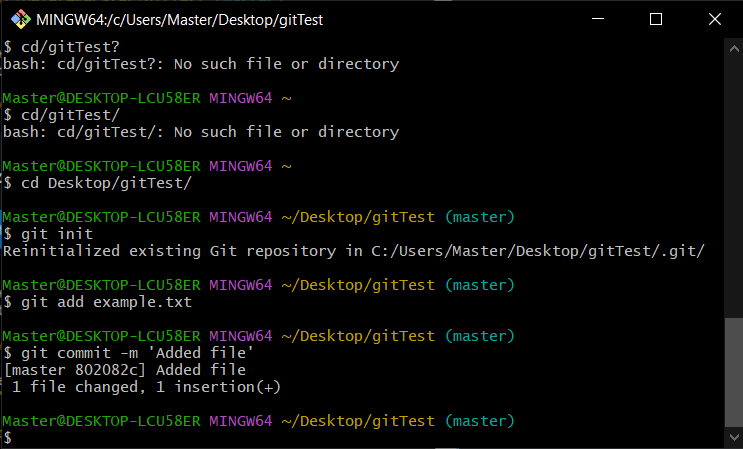 MINGW64:/c/Users/Master/Desktop/gitTest
$ cd/gitTest?
bash: cd/gitTest?: No such file or directory
Master@DESKTOP-LCU58ER MINGW64 ~
$ cd/gitTest/
bash: cd/gitTest/: No such file or directory
Master@DESKTOP-LCU58ER MINGW64 ~
$ cd Desktop/gitTest/
Master@DESKTOP-LCU58ER MINGW64 ~/Desktop/gitTest (master)
$ git init
Reinitialized existing Git repository in C:/Users/Master/Desktop/gitTest/.git/
Master@DESKTOP-LCU58ER MINGW64 ~/Desktop/gitTest (master)
$ git add example.txt
Master@DESKTOP-LCU58ER MINGW64 ~/Desktop/gitTest (master)
$ git commit -m 'Added file'
[master 802082c] Added file
 1 file changed, 1 insertion(+)
Master@DESKTOP-LCU58ER MINGW64 ~/Desktop/gitTest (master)
$